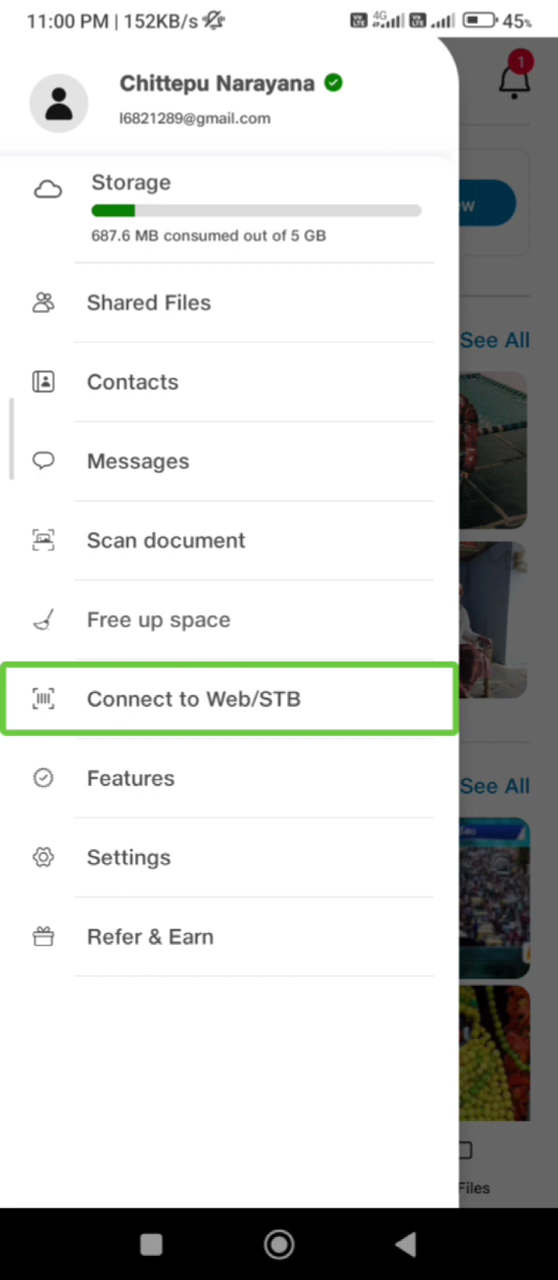 11:00 PM | 152KB/s
4G
45%
1
Chittepu Narayana
l6821289@gmail.com
Storage
687.6 MB consumed out of 5 GB
Shared Files
See All
Contacts
Messages
Scan document
Free up space
Connect to Web/STB
Features
See All
Settings
Refer & Earn
Files